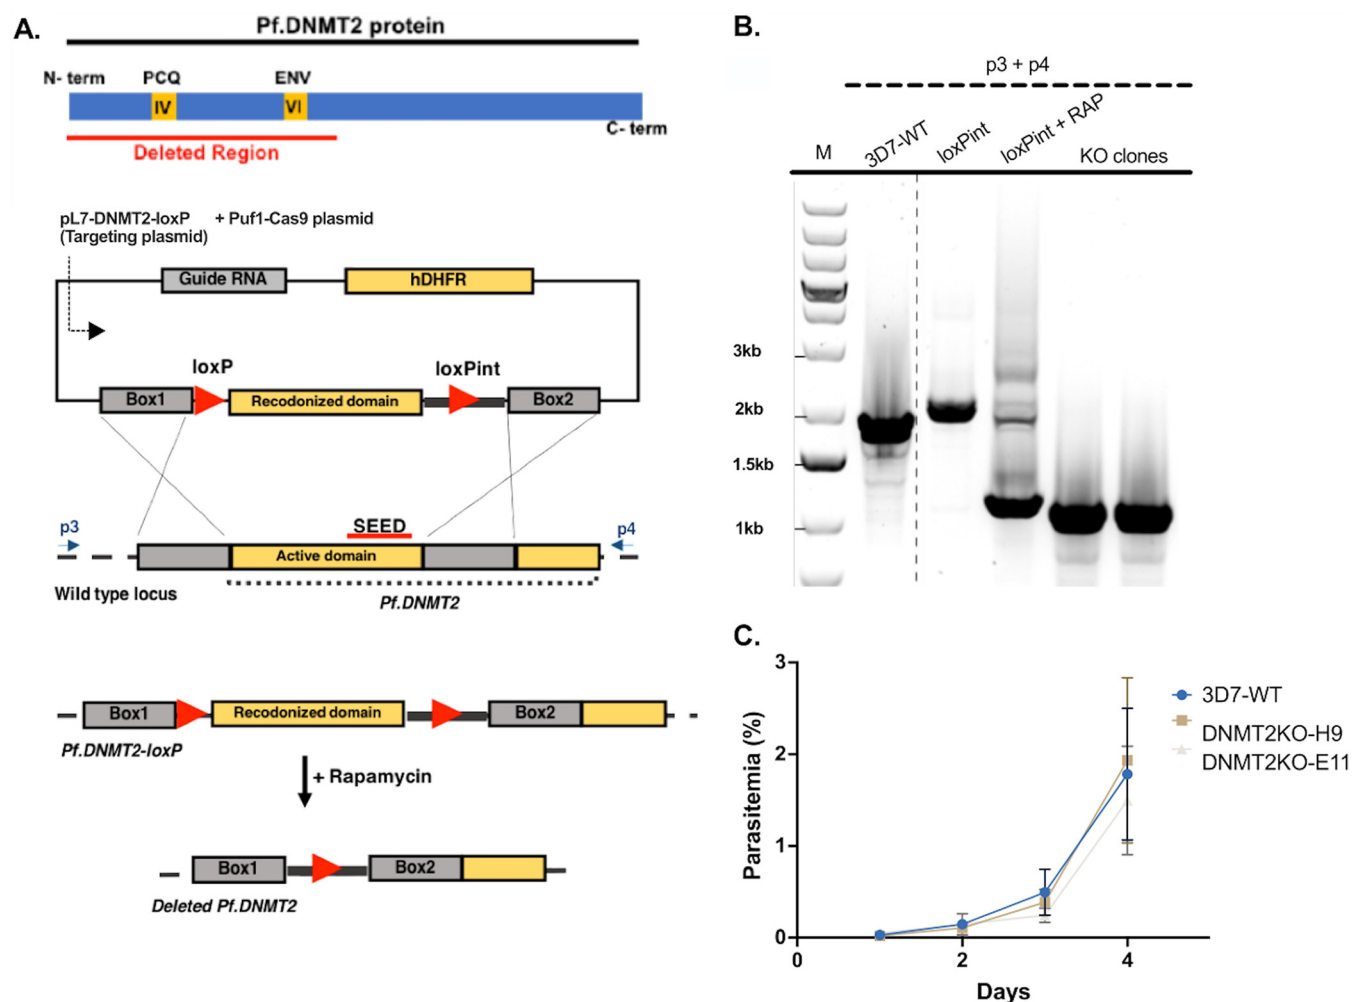 A.
Pf.DNMT2 protein
N- term PCQ ENV
IV VI
C- term
Deleted Region
pL7-DNMT2-loxP + Puf1-Cas9 plasmid
(Targeting plasmid)
Guide RNA hDHFR
loxP loxPint
Box1 Recodonized domain Box2
p3 SEED p4
Active domain
Wild type locus Pf.DNMT2
Box1 Recodonized domain Box2
Pf.DNMT2-loxP
+ Rapamycin
Box1 Box2
Deleted Pf.DNMT2
B.
p3 + p4
M 3D7-WT loxPint loxPint + RAP KO clones
3kb
2kb
1.5kb
1kb
C.
3
2
1
0
0 2 4
Parasitemia (%)
Days
3D7-WT
DNMT2KO-H9
DNMT2KO-E11